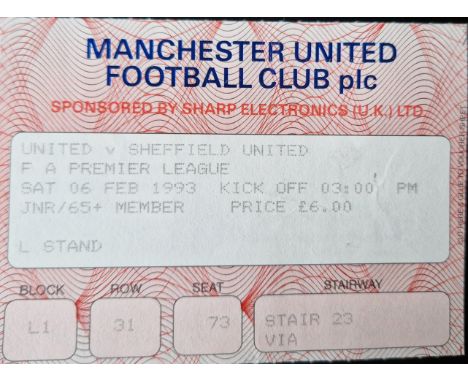 MANCHESTER UNITED
FOOTBALL CLUB plc
SPONSORED BY SHARP ELECTRONICS (U.K.) LTD.
UNITED v SHEFFIELD UNITED
F A PREMIER LEAGUE
SAT 06 FEB 1993 KICK OFF 03:00 PM
JNR/65+ MEMBER PRICE £6.00
L STAND
BLOCK ROW SEAT STAIRWAY
L1 31 73 STAIR 23
VIA